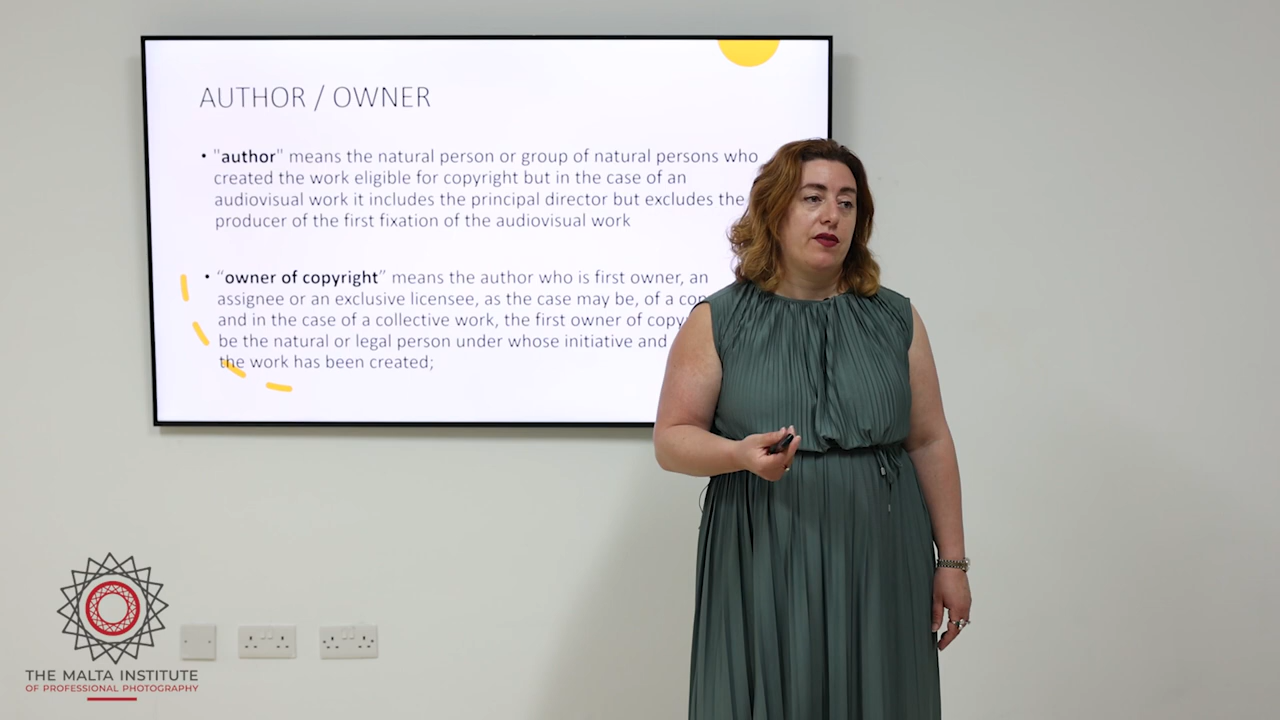 AUTHOR / OWNER
• "author" means the natural person or group of natural persons who
created the work eligible for copyright but in the case of an
audiovisual work it includes the principal director but excludes the
producer of the first fixation of the audiovisual work
• “owner of copyright” means the author who is first owner, an
assignee or an exclusive licensee, as the case may be, of a
and in the case of a collective work, the first owner of
be the natural or legal person under whose initiative and
the work has been created;
THE MALTA INSTITUTE
OF PROFESSIONAL PHOTOGRAPHY